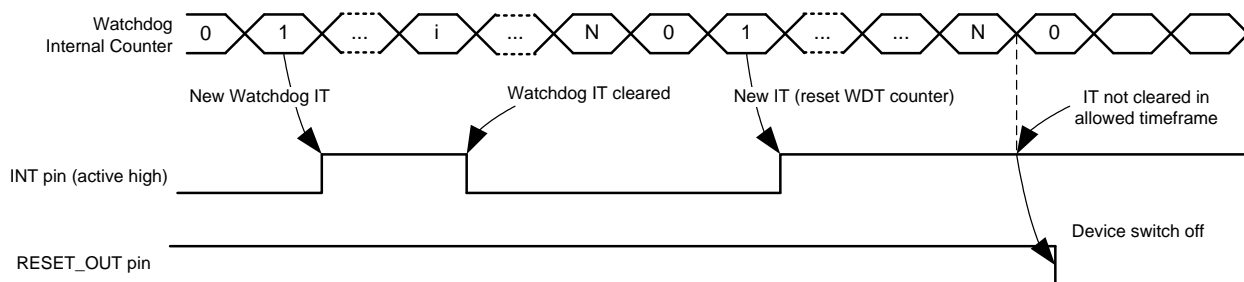 Watchdog
Internal Counter
0 1 ... i ... N 0 1 ... ... N 0
New Watchdog IT
Watchdog IT cleared
New IT (reset WDT counter)
IT not cleared in
allowed timeframe
INT pin (active high)
Device switch off
RESET_OUT pin